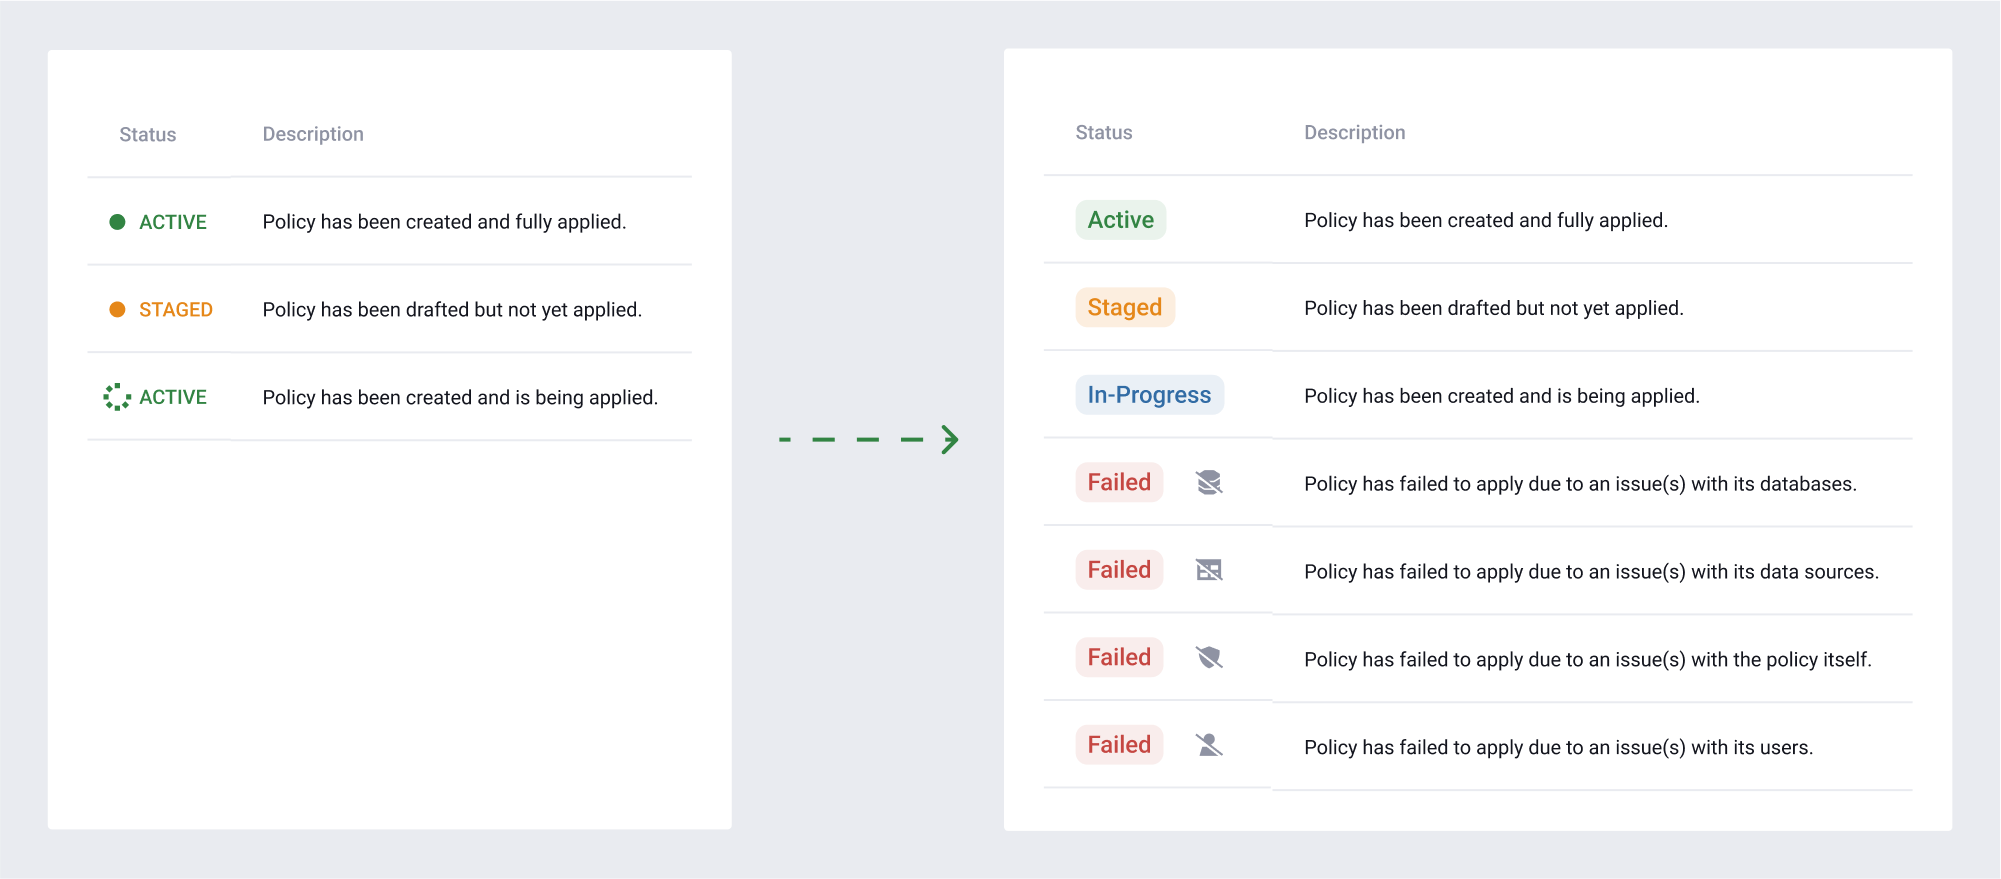 Status Description
ACTIVE Policy has been created and fully applied.
STAGED Policy has been drafted but not yet applied.
ACTIVE Policy has been created and is being applied.
Status Description
Active Policy has been created and fully applied.
Staged Policy has been drafted but not yet applied.
In-Progress Policy has been created and is being applied.
Failed Policy has failed to apply due to an issue(s) with its databases.
Failed Policy has failed to apply due to an issue(s) with its data sources.
Failed Policy has failed to apply due to an issue(s) with the policy itself.
Failed Policy has failed to apply due to an issue(s) with its users.